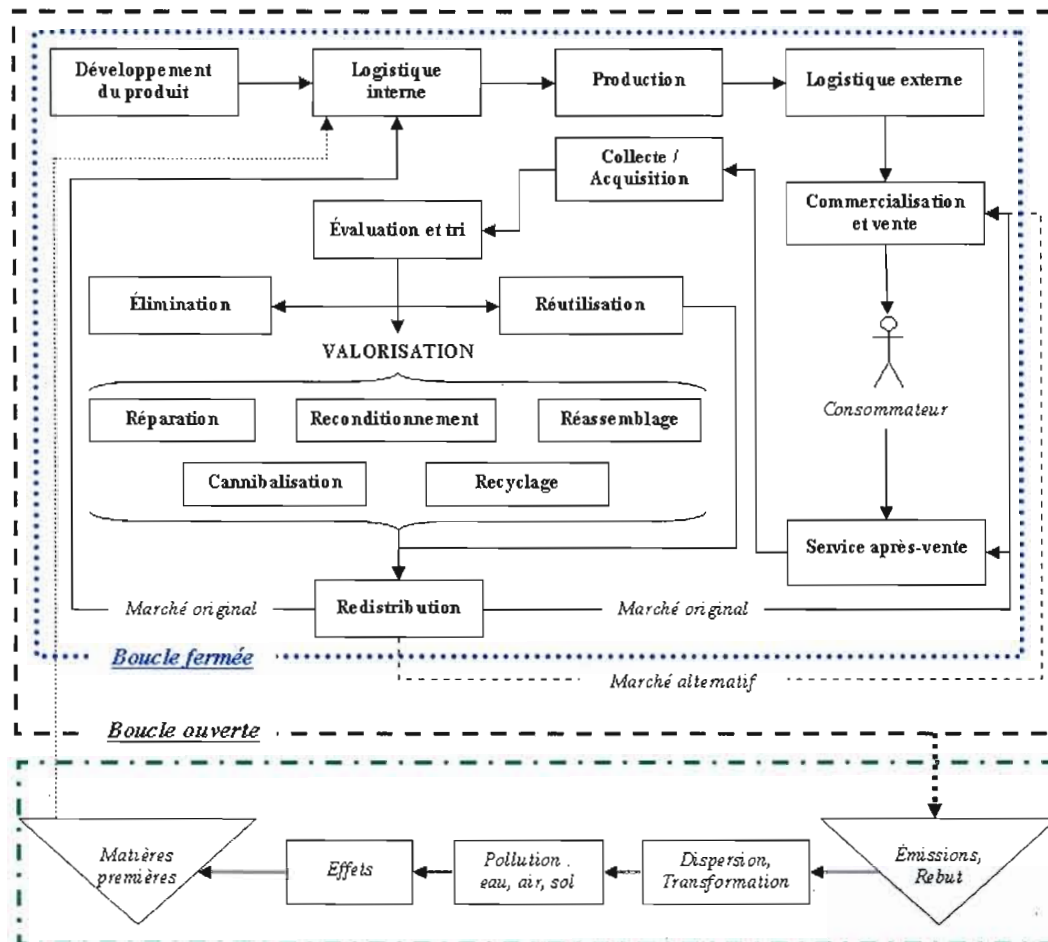 Développement
du produit
Logistique
interne
Production
Logistique externe
Collecte /
Acquisition
Commercialisation
et vente
Évaluation et tri
Élimination
Réutilisation
VALORISATION
Consommateur
Réparation
Reconditionnement
Réassemblage
Cannibalisation
Recyclage
Service après-vente
Marché original
Redistribution
Marché original
Boucle fermée
Marché alternatif
Boucle ouverte
Matières
premières
Effets
Pollution .
eau, air, sol
Dispersion,
Transformation
Émissions,
Rebut